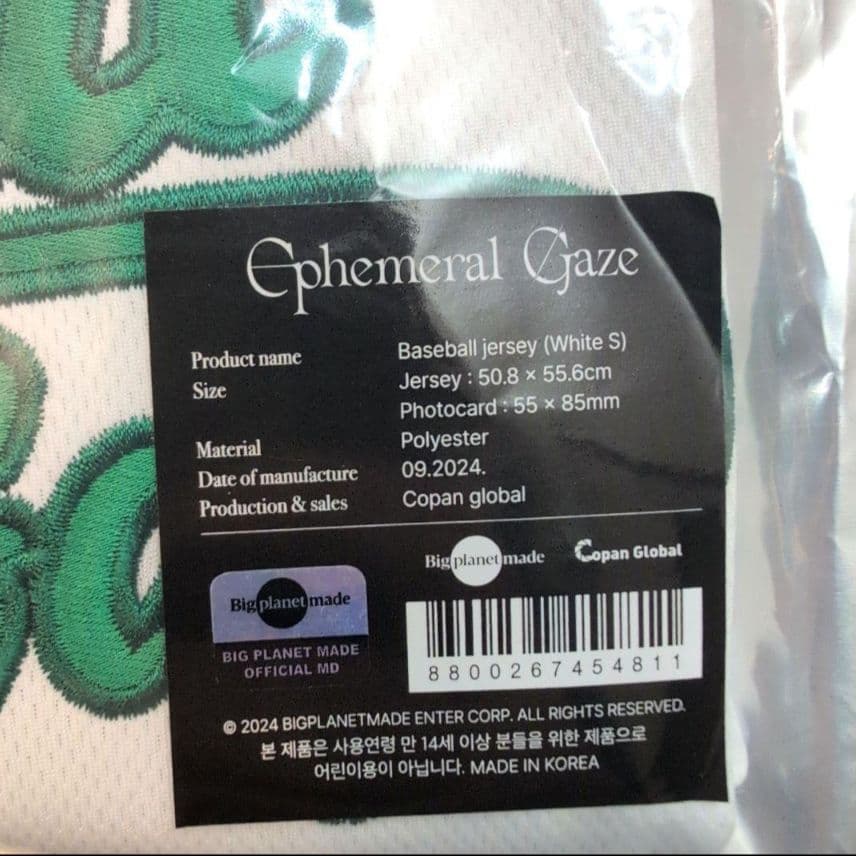 Ephemeral Gaze
Product name Baseball jersey (White S)
Size Jersey : 50.8 × 55.6cm
Photocard : 55 × 85mm
Material Polyester
Date of manufacture 09.2024.
Production & sales Copan global
Big planet made Copan Global
Big planet made
BIG PLANET MADE
OFFICIAL MD
8800267454811
© 2024 BIGPLANETMADE ENTER CORP. ALL RIGHTS RESERVED.
본 제품은 사용연령 만 14세 이상 분들을 위한 제품으로
어린이용이 아닙니다. MADE IN KOREA